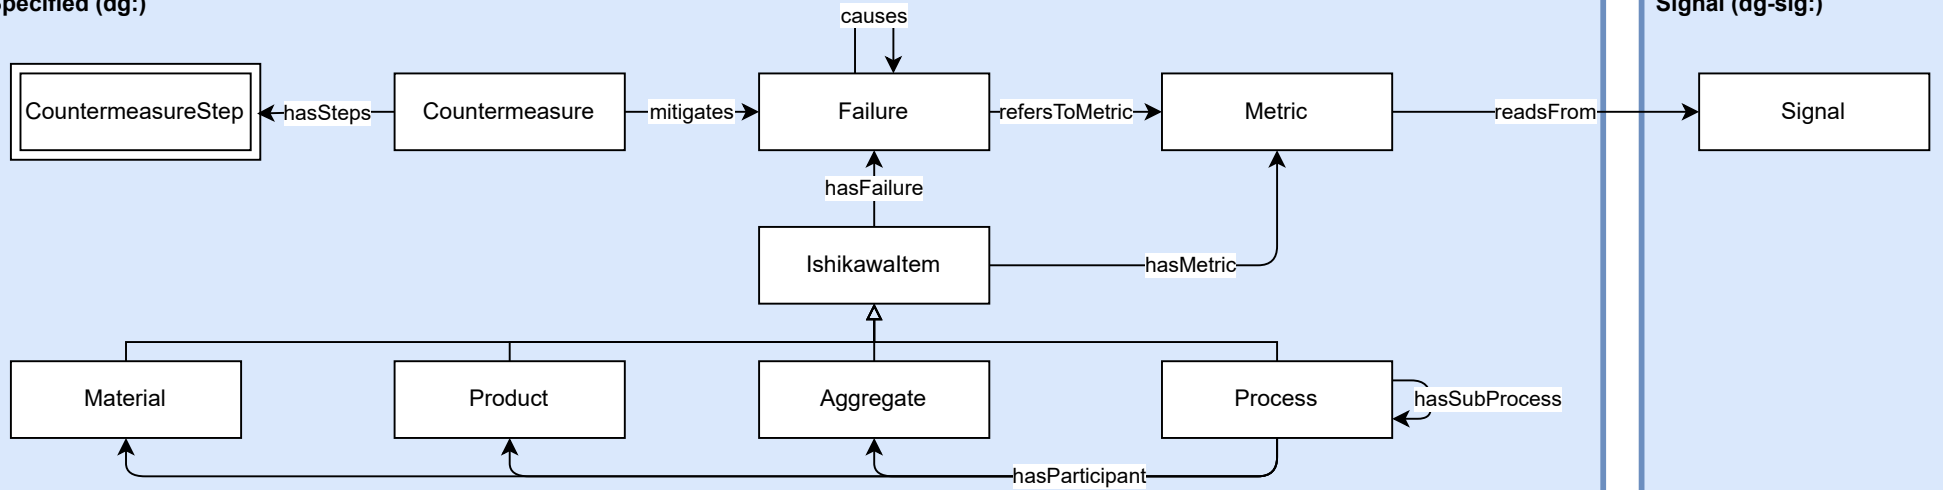 (dg:)
Signal (dg-sig:)
causes
CountermeasureStep
hasSteps
Countermeasure
mitigates
Failure
refersToMetric
Metric
readsFrom
Signal
hasFailure
IshikawaItem
hasMetric
Material
Product
Aggregate
Process
hasSubProcess
hasParticipant